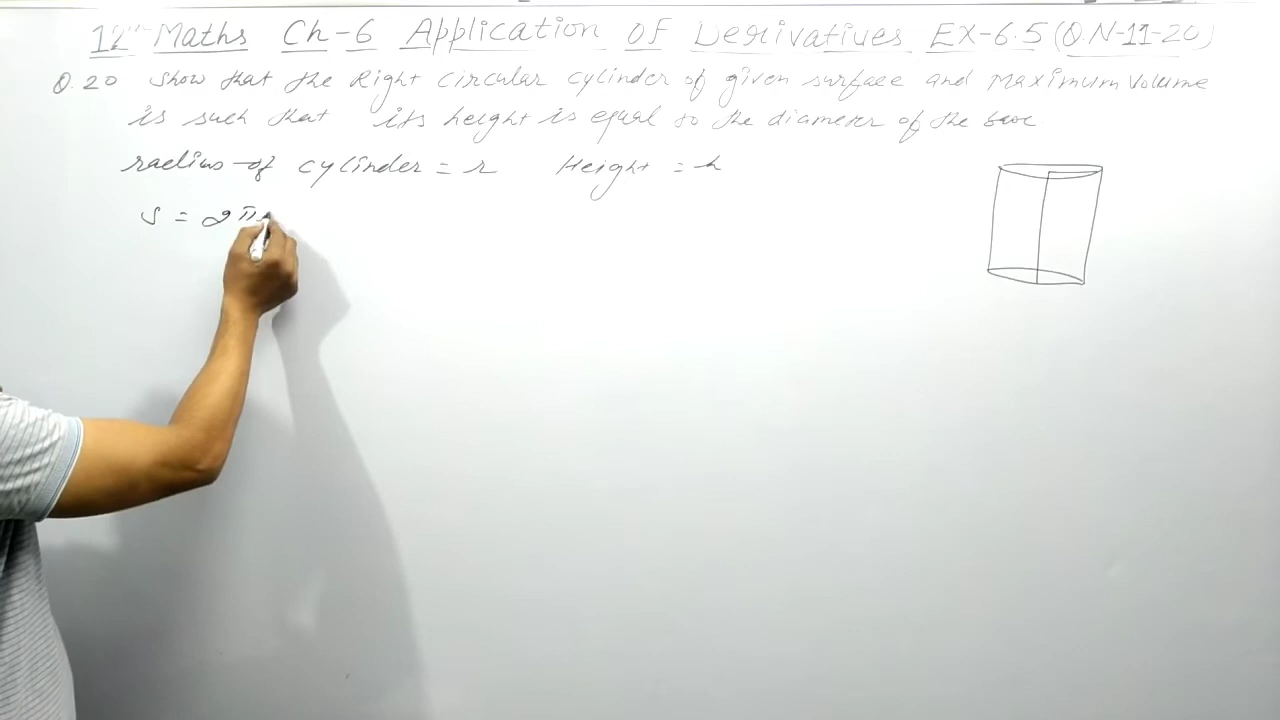 12th Maths Ch-6 Application OF Derivatives EX-6.5 (Q.N-11-20)
Q.20 Show that the Right circular cylinder of given surface and Maximum Volume
is such that its height is equal to the diameter of the base
radius of cylinder = r Height = h
S = 2π